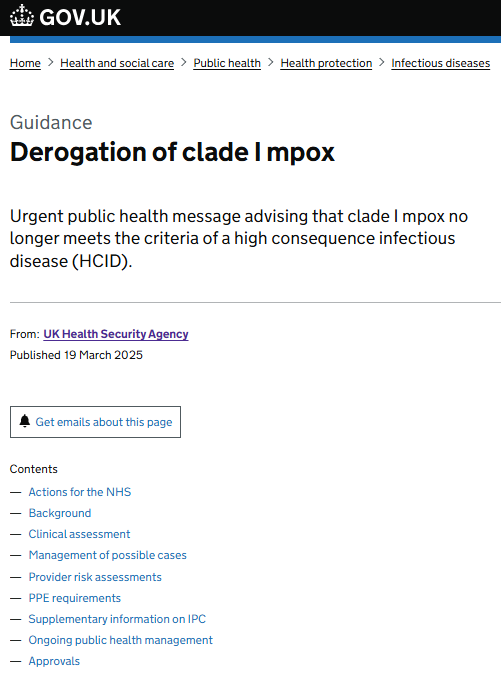 GOV.UK
Home > Health and social care > Public health > Health protection > Infectious diseases
Guidance
Derogation of clade I mpox
Urgent public health message advising that clade I mpox no
longer meets the criteria of a high consequence infectious
disease (HCID).
From: UK Health Security Agency
Published 19 March 2025
Get emails about this page
Contents
— Actions for the NHS
— Background
— Clinical assessment
— Management of possible cases
— Provider risk assessments
— PPE requirements
— Supplementary information on IPC
— Ongoing public health management
— Approvals